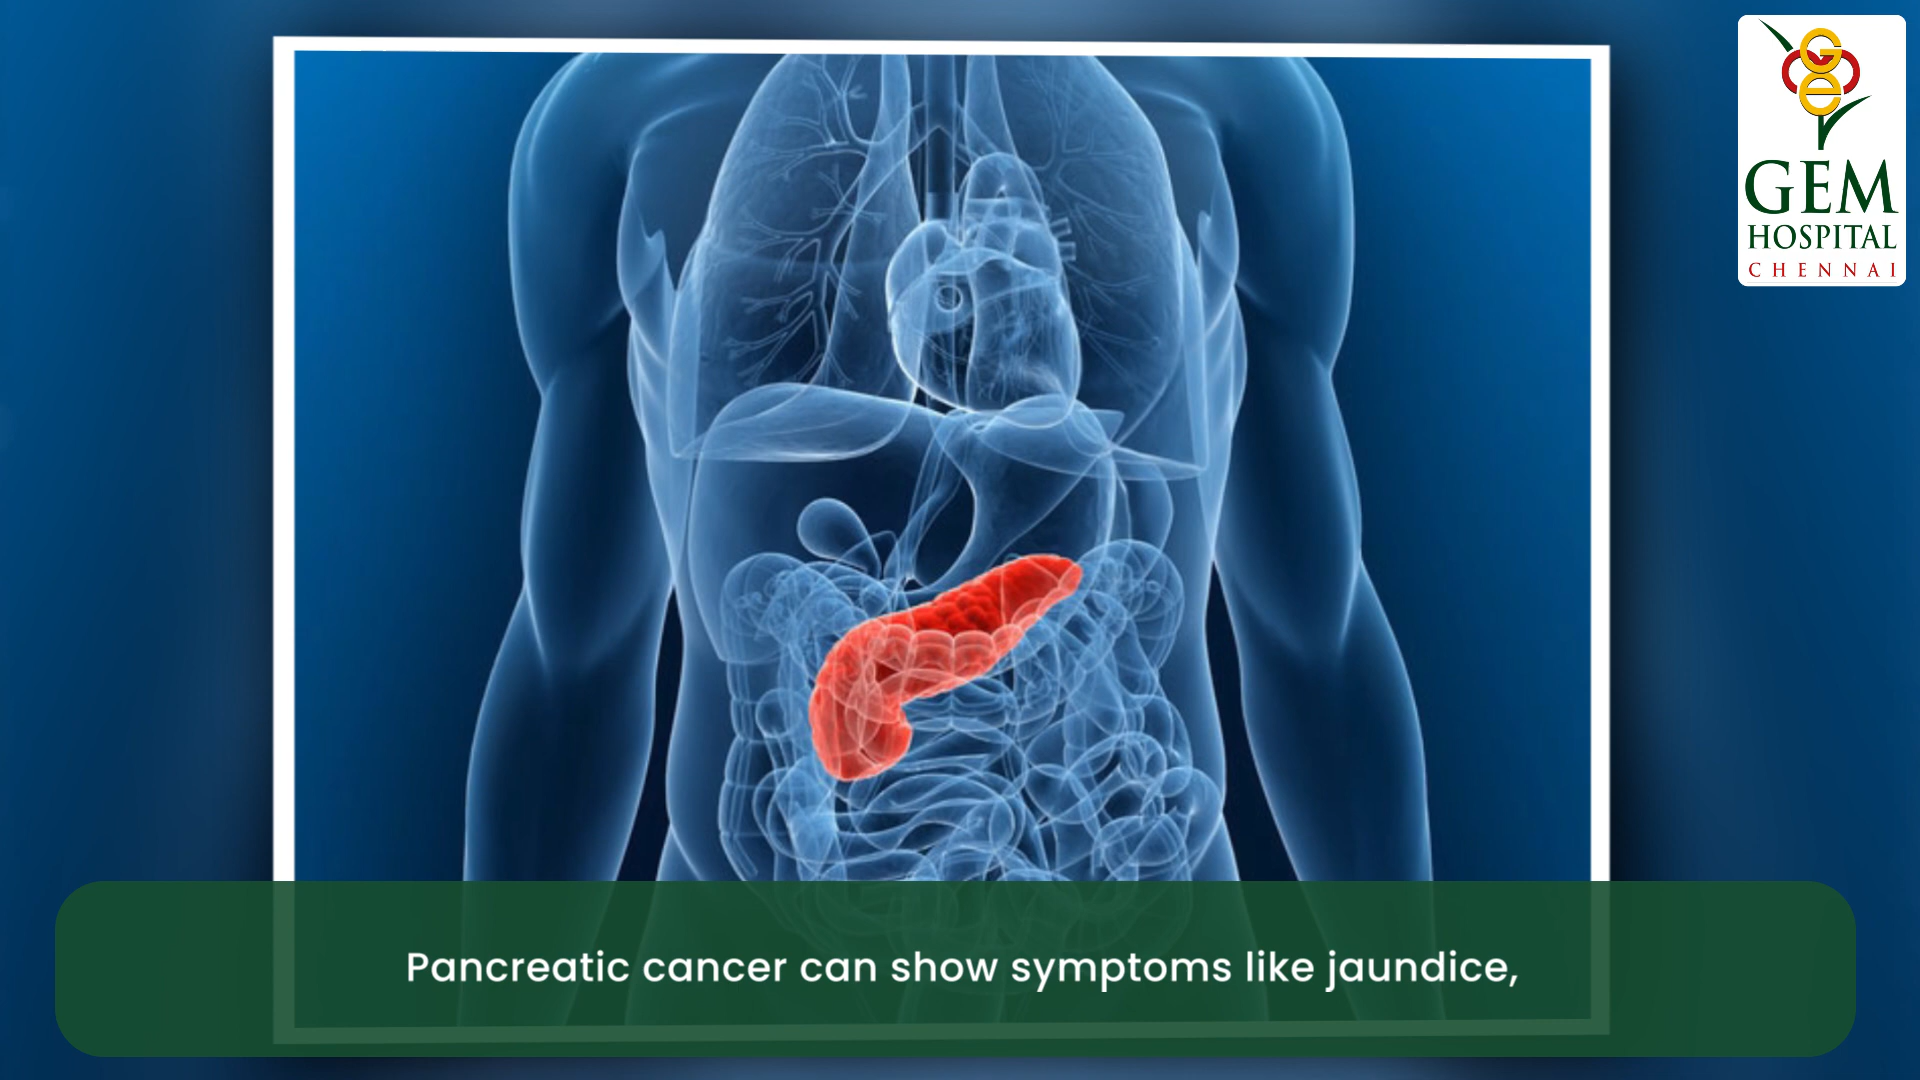 GEM
HOSPITAL
CHENNAI
Pancreatic cancer can show symptoms like jaundice,